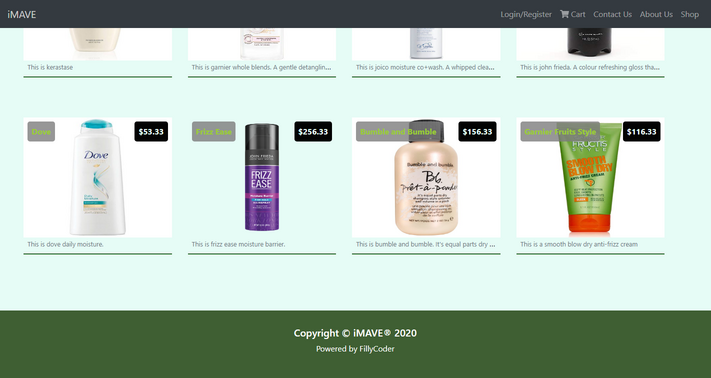 iMAVE
Login/Register Cart Contact Us About Us Shop
This is kerastase
This is garnier whole blends. A gentle detanglin...
This is joico moisture co+wash. A whipped clea...
This is john frieda. A colour refreshing gloss tha...
Dove
$53.33
Dove
This is dove daily moisture.
Frizz Ease
$256.33
FRIZZ
EASE
This is frizz ease moisture barrier.
Bumble and Bumble
$156.33
Bumble and bumble.
Bb.
prêt-à-powder
This is bumble and bumble. It's equal parts dry ...
Garnier Fruits Style
$116.33
FRUCTIS
STYLE
SMOOTH
BLOW DRY
ANTI-FRIZZ CREAM
This is a smooth blow dry anti-frizz cream
Copyright © iMAVE® 2020
Powered by FillyCoder